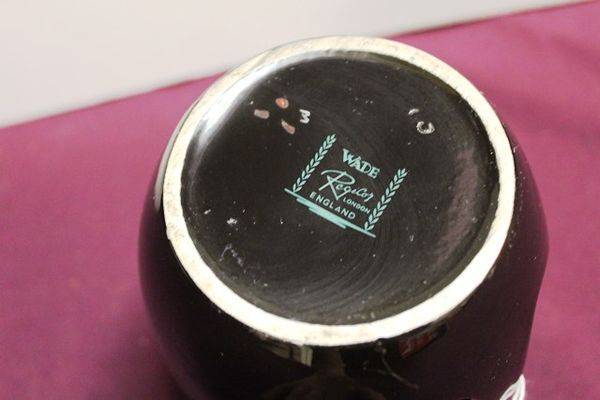 3
WADE
Regicor
LONDON
ENGLAND